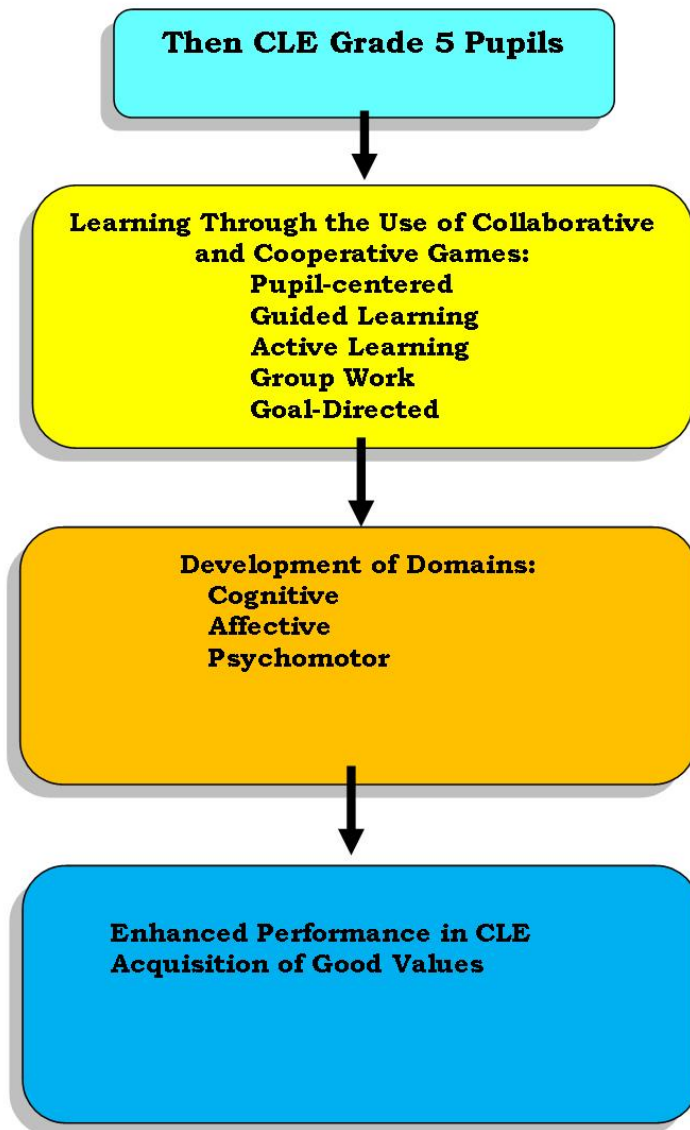 Then CLE Grade 5 Pupils
Learning Through the Use of Collaborative
and Cooperative Games:
Pupil-centered
Guided Learning
Active Learning
Group Work
Goal-Directed
Development of Domains:
Cognitive
Affective
Psychomotor
Enhanced Performance in CLE
Acquisition of Good Values